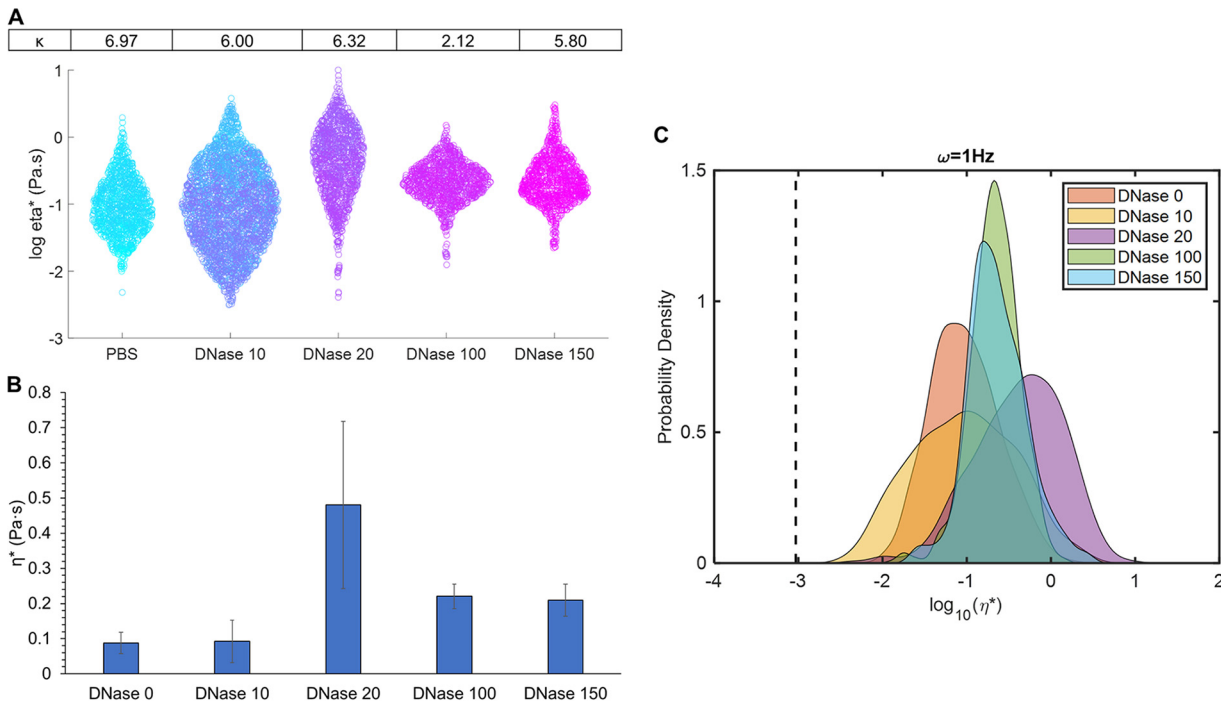 A
κ 6.97 6.00 6.32 2.12 5.80
log eta* (Pa.s)
1
0
-1
-2
-3
PBS DNase 10 DNase 20 DNase 100 DNase 150
B
η* (Pa·s)
0.8
0.7
0.6
0.5
0.4
0.3
0.2
0.1
0
DNase 0 DNase 10 DNase 20 DNase 100 DNase 150
C
ω=1Hz
Probability Density
1.5
1
0.5
0
DNase 0
DNase 10
DNase 20
DNase 100
DNase 150
-4 -3 -2 -1 0 1 2
log10(η*)